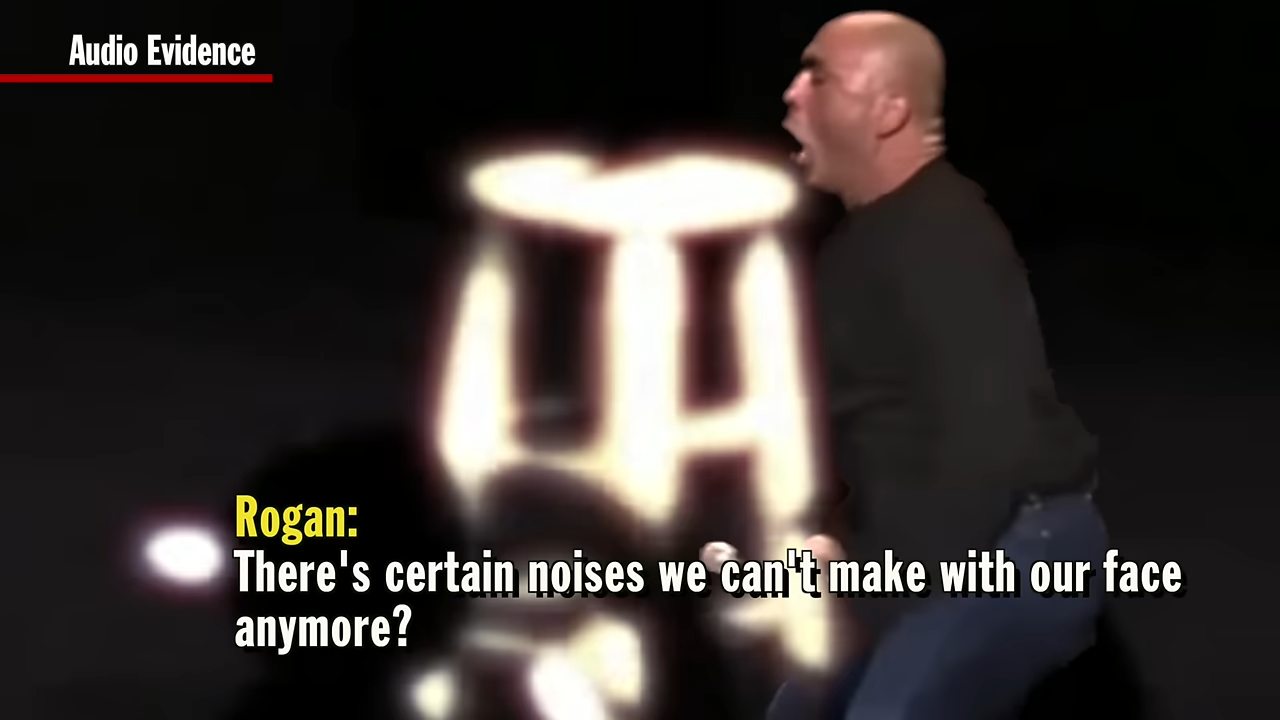 Audio Evidence
Rogan:
There's certain noises we can't make with our face
anymore?